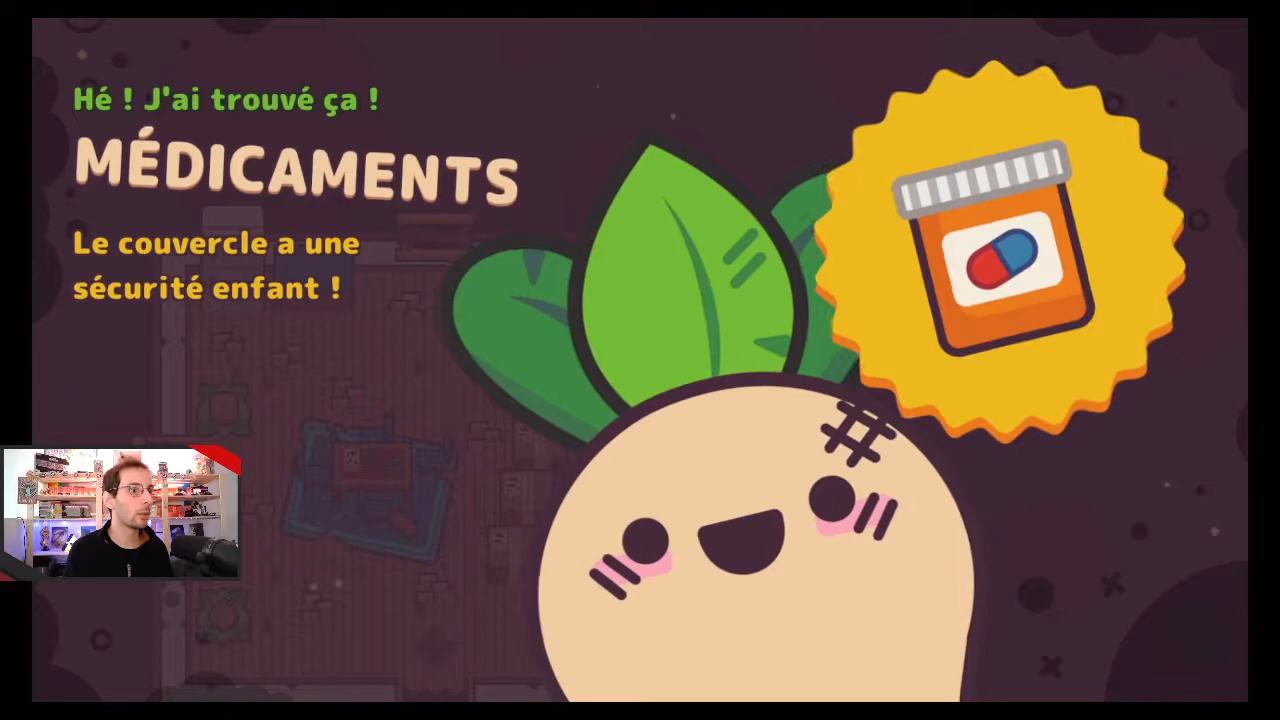 Hé ! J'ai trouvé ça !
MÉDICAMENTS
Le couvercle a une
sécurité enfant !